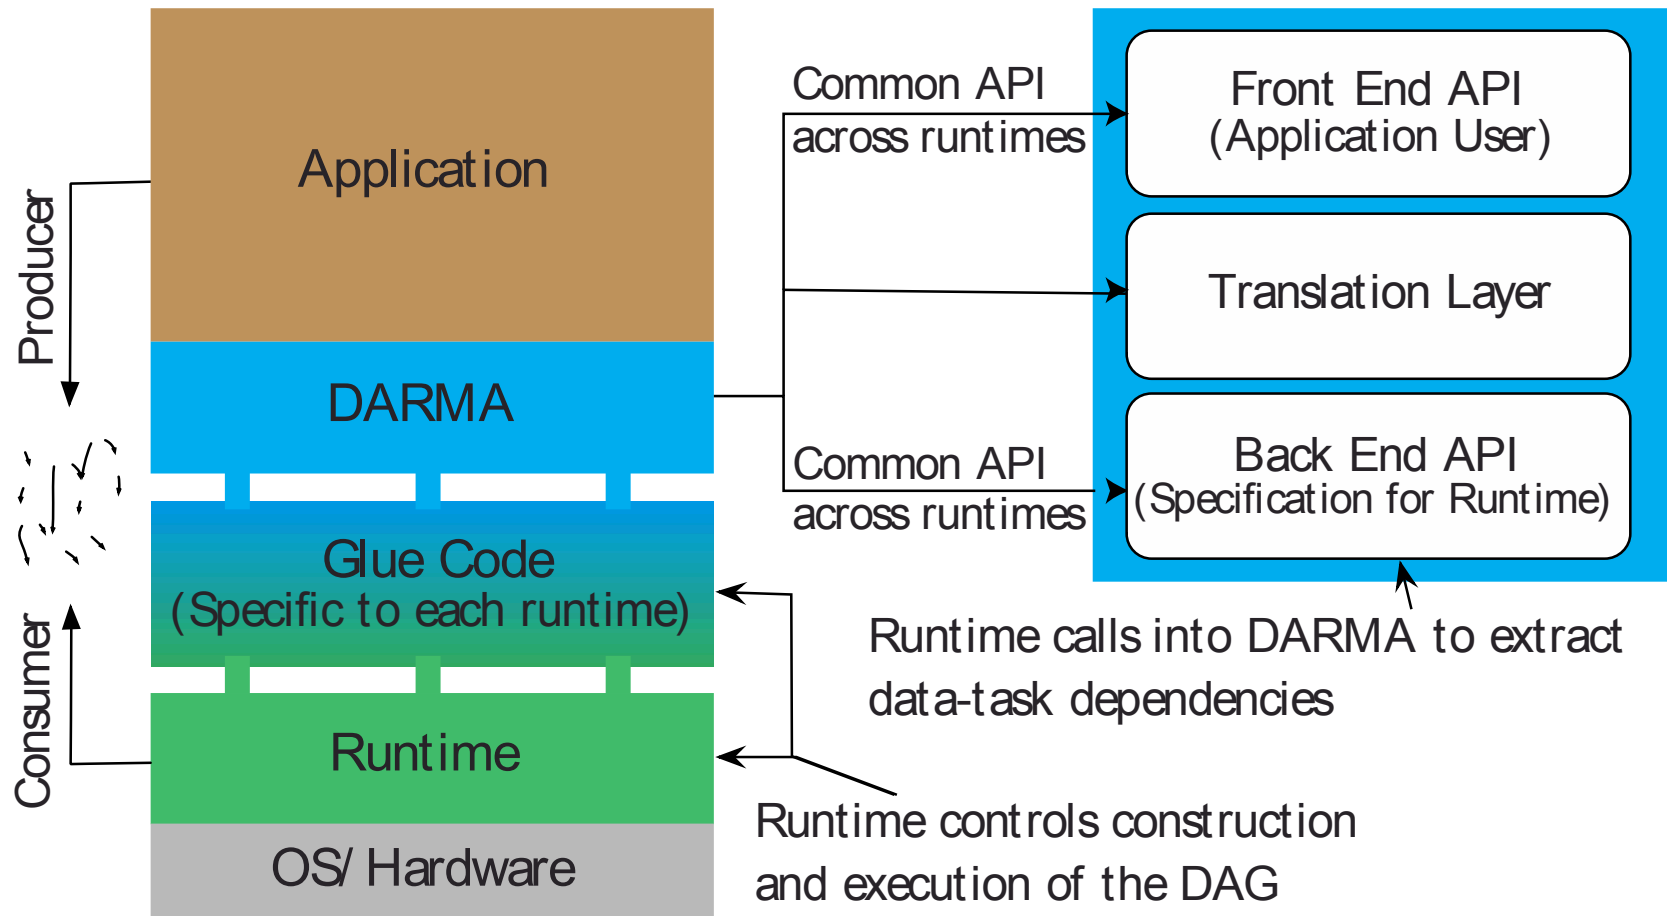 Application
Producer
DARMA
Glue Code
(Specific to each runtime)
Consumer
Runtime
OS/ Hardware
Common API
across runtimes
Common API
across runtimes
Front End API
(Application User)
Translation Layer
Back End API
(Specification for Runtime)
Runtime calls into DARMA to extract
data-task dependencies
Runtime controls construction
and execution of the DAG